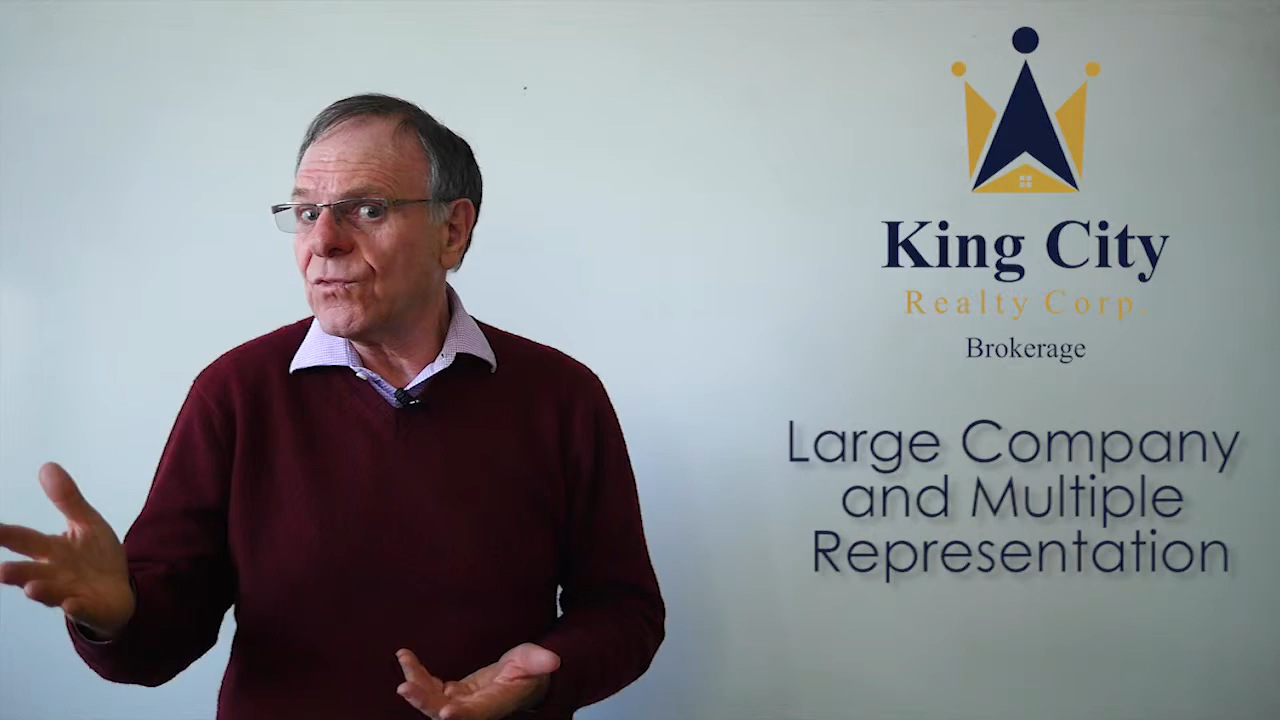 King City
Realty Corp.
Brokerage
Large Company
and Multiple
Representation